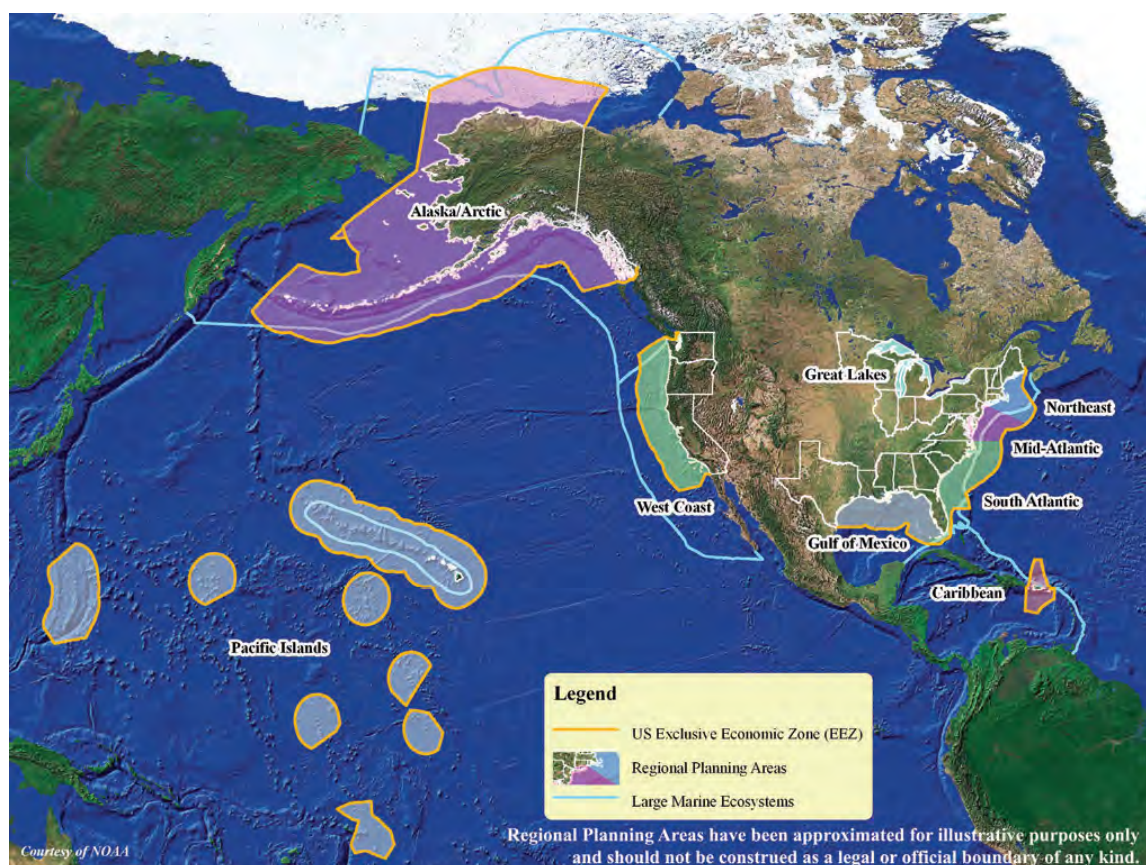 Alaska/Arctic
Great Lakes
Northeast
Mid-Atlantic
South Atlantic
West Coast
Gulf of Mexico
Caribbean
Pacific Islands
Legend
US Exclusive Economic Zone (EEZ)
Regional Planning Areas
Large Marine Ecosystems
Regional Planning Areas have been approximated for illustrative purposes only
and should not be construed as a legal or official boundary of any kind.
Courtesy of NOAA